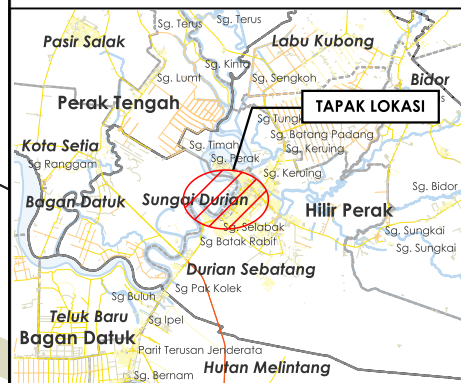 Sg. Terus
Sg. Terus
Pasir Salak
Labu Kubong
Sg. Kinta
Sg. Lumt
Sg. Sengkoh
Bidor
Perak Tengah
TAPAK LOKASI
Sg Tungk
Sg. Batang Padang
Sg. Timah
Sg. Keruing
Kota Setia
Sg. Perak
Sg Ranggam
Sg. Keruing
Sg. Bidor
Bagan Datuk
Sungai Durian
Hilir Perak
Sg. Selabak
Sg. Sungkai
Sg Batak Rabit
Sg. Sungkai
Durian Sebatang
Sg Pak Kolek
Sg Buluh
Teluk Baru
Sg Ipel
Bagan Datuk
Parit Terusan Jenderata
Hutan Melintang
Sg. Bernam